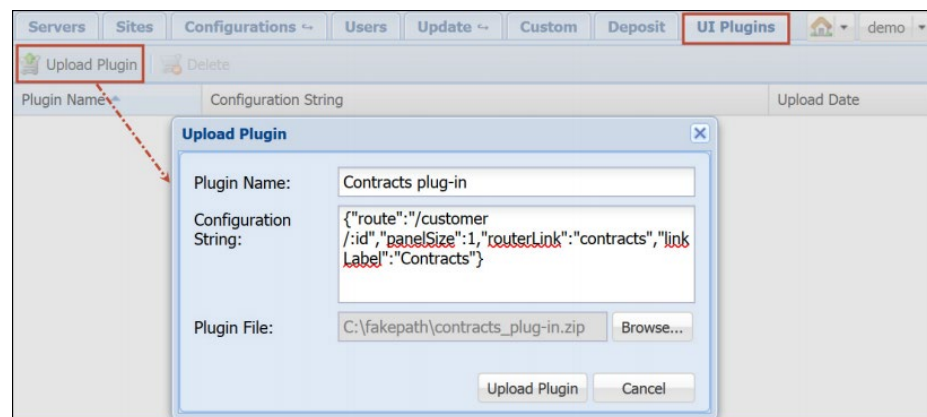 Servers Sites Configurations ↪ Users Update ↪ Custom Deposit UI Plugins demo
Upload Plugin Delete
Plugin Name Configuration String Upload Date
Upload Plugin
Plugin Name: Contracts plug-in
Configuration String: {"route":"/customer
/:id","panelSize":1,"routerLink":"contracts","link
Label":"Contracts"}
Plugin File: C:\fakepath\contracts_plug-in.zip Browse...
Upload Plugin Cancel